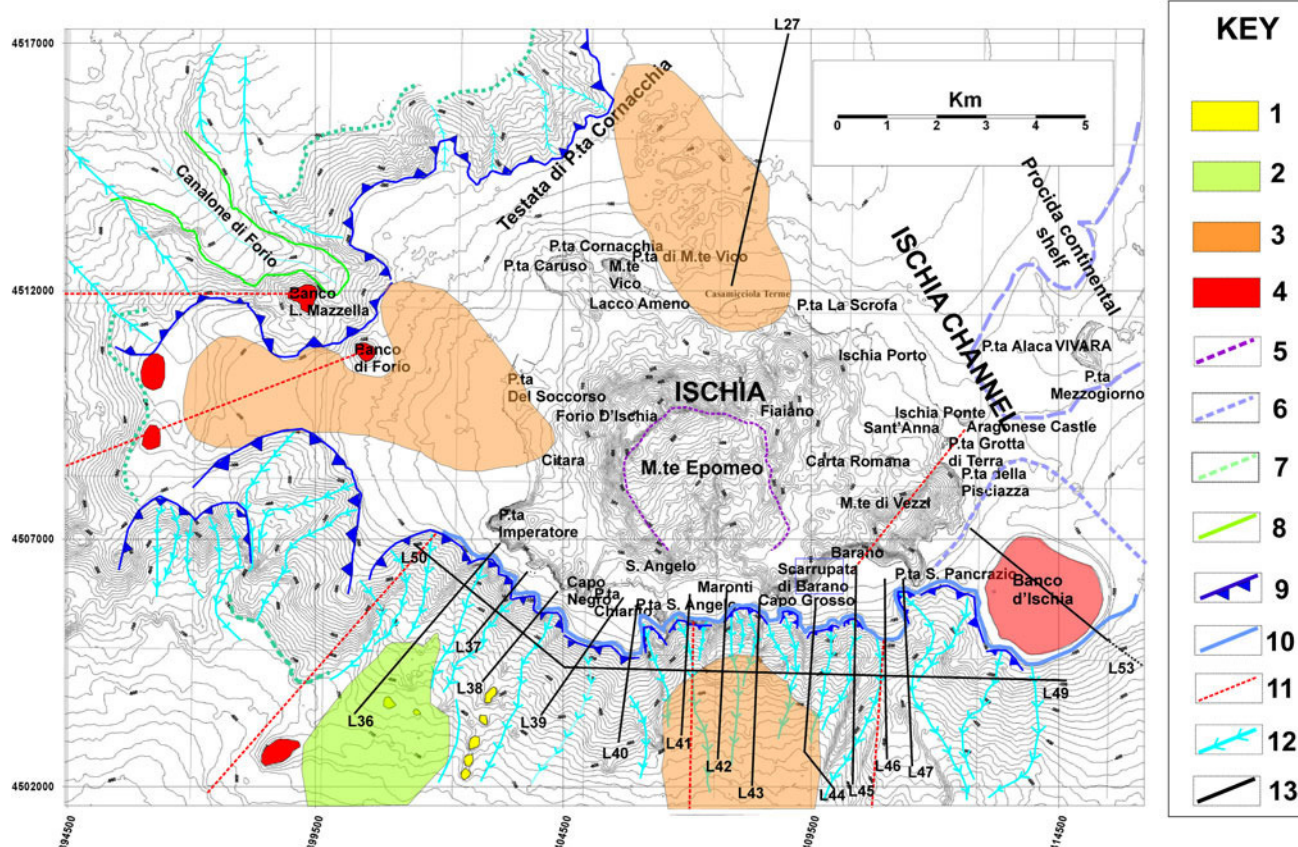 L27
KEY
4517000
Km
0 1 2 3 4 5
Testata di P.ta Cornacchia
Canalone di Forio
Procida continental
shelf
ISCHIA CHANNEL
P.ta Cornacchia
P.ta di M.te Vico
P.ta Caruso
M.te
Vico
Lacco Ameno
Casamicciola Terme
P.ta La Scrofa
4512000
Banco
L. Mazzella
Banco
di Forio
Ischia Porto
P.ta Alaca
VIVARA
P.ta
Mezzogiorno
P.ta
Del Soccorso
Forio D'Ischia
ISCHIA
Fiaiano
Ischia Ponte
Sant'Anna
Aragonese Castle
P.ta Grotta
di Terra
P.ta della
Pisciazza
Citara
M.te Epomeo
Carta Romana
M.te di Vezzi
P.ta
Imperatore
4507000
L50
S. Angelo
Barano
Scarrupata
di Barano
P.ta S. Pancrazio
Banco
d'Ischia
Capo
Negro
P.ta
Chiarito
P.ta S. Angelo
Maronti
Capo Grosso
L37
L38
L36
L39
L40
L41
L42
L43
L44
L45
L46
L47
L49
L53
4502000
494500
499500
504500
509500
514500
1
2
3
4
5
6
7
8
9
10
11
12
13